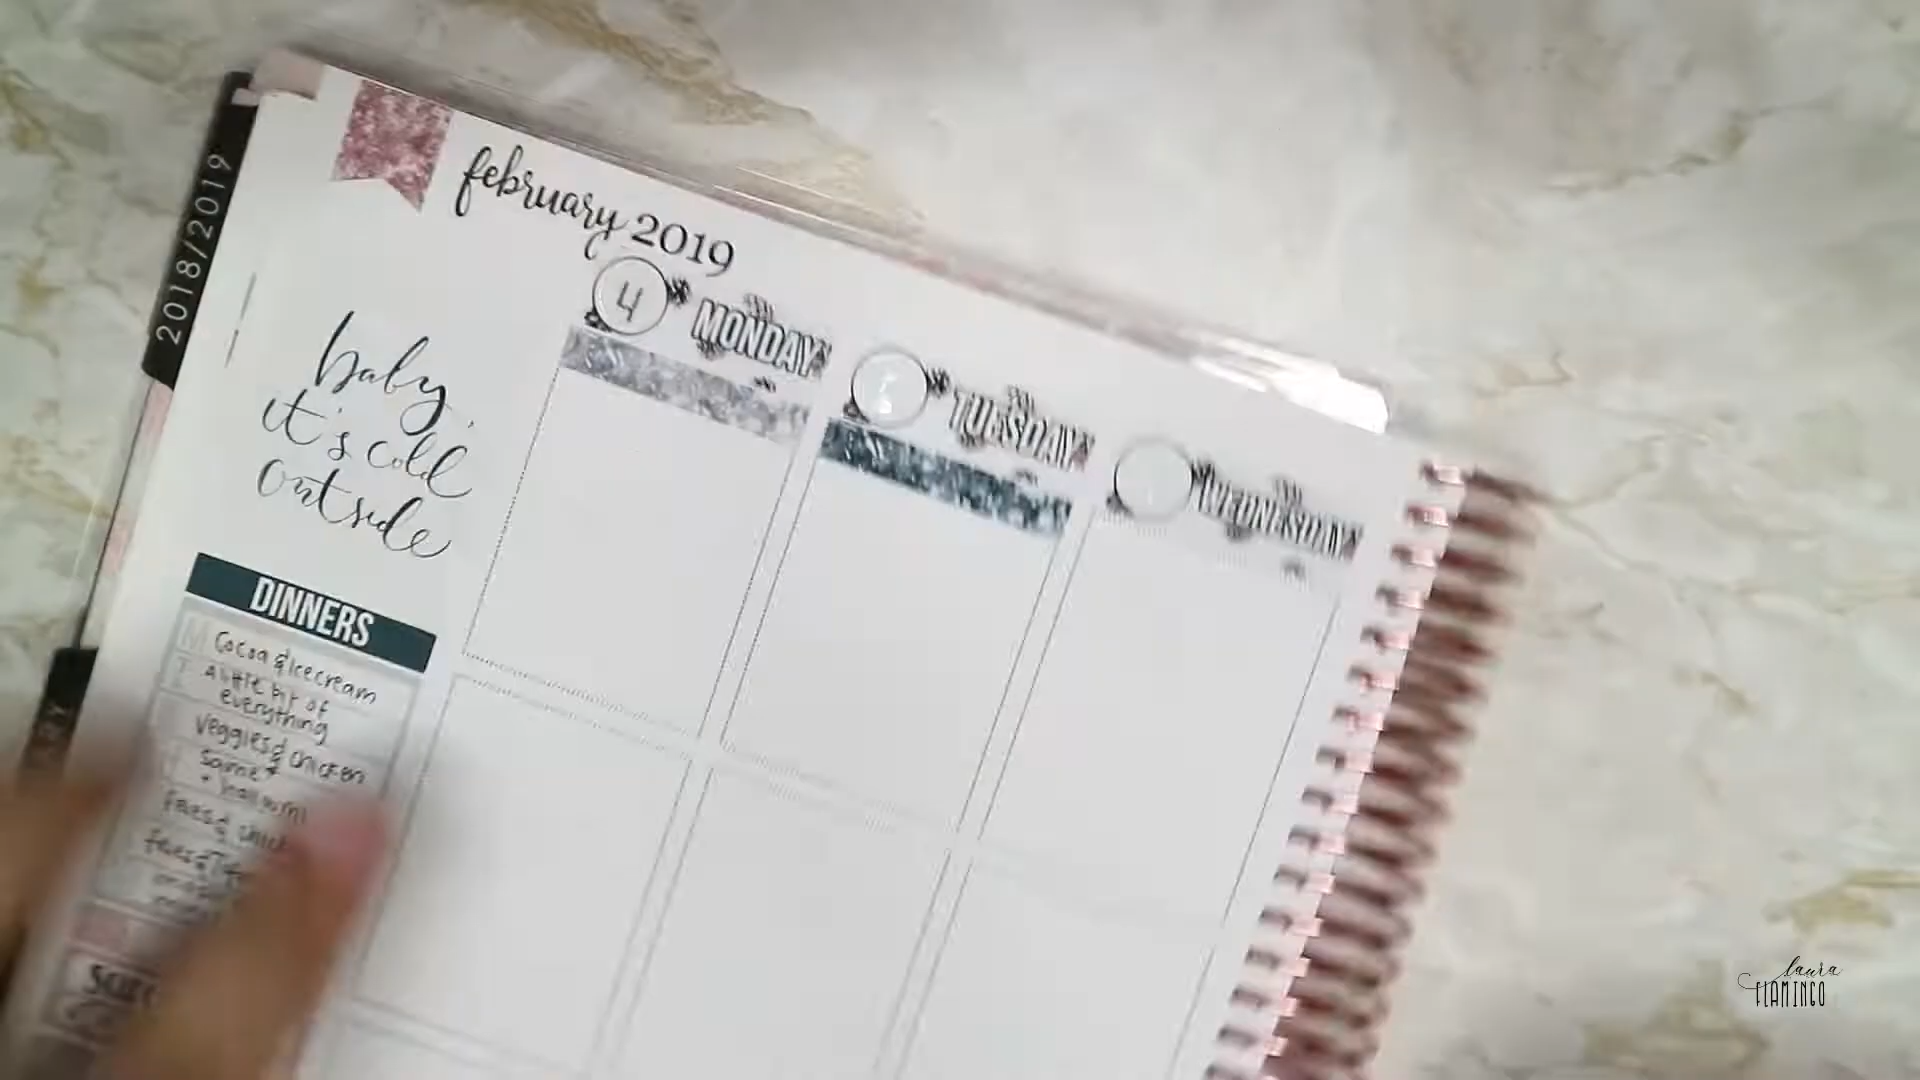 2018/2019
february 2019
4 MONDAY
TUESDAY
WEDNESDAY
baby,
it's cold
outside
DINNERS
M Cocoa & icecream
T A little bit of
everything
veggies & chicken
same
laura
FLAMINGO